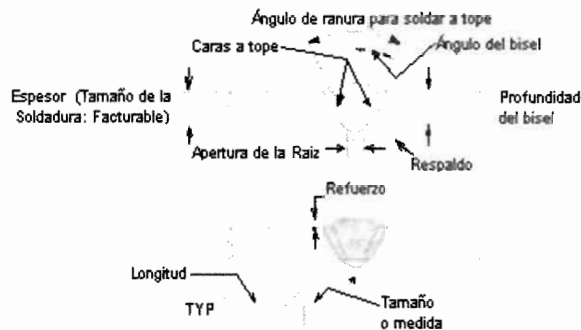 Ángulo de ranura para soldar a tope
Caras a tope
Ángulo del bisel
Espesor (Tamaño de la
Soldadura: Facturable)
Profundidad
del bisel
Apertura de la Raiz
Respaldo
Refuerzo
Longitud
TYP
Tamaño
o medida